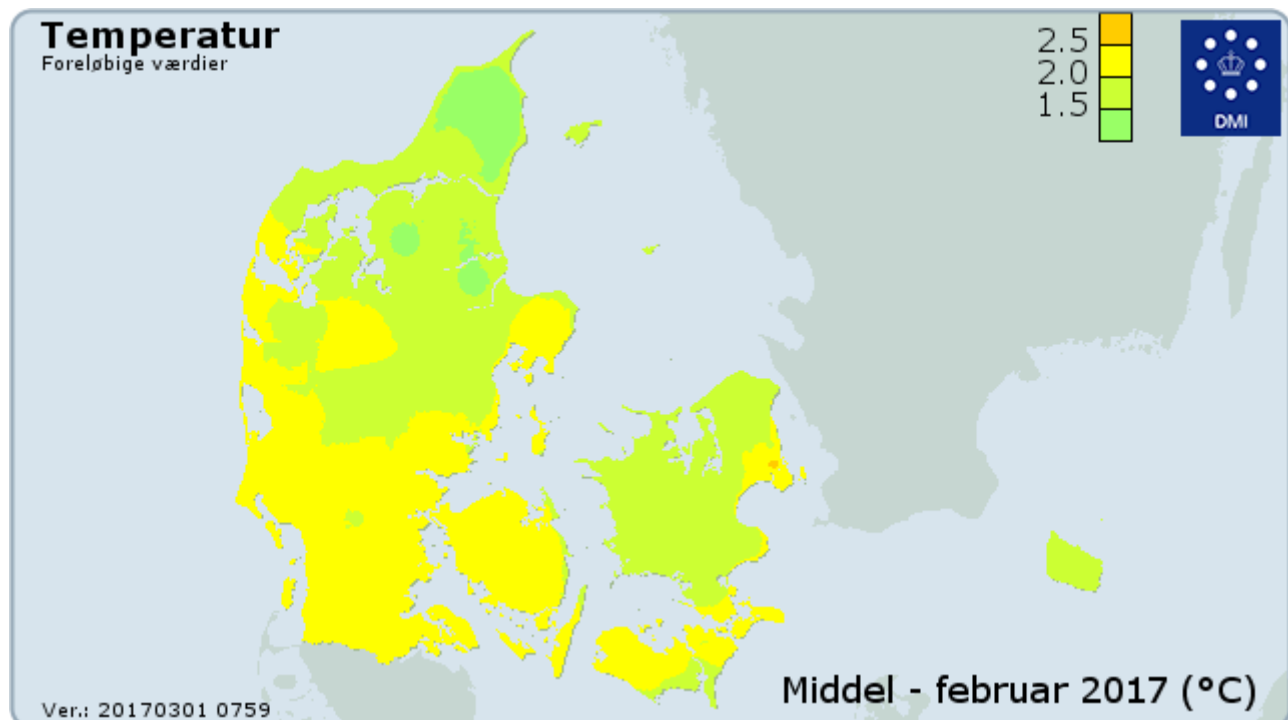 Temperatur
Foreløbige værdier
2.5
2.0
1.5
DMI
Middel - februar 2017 (°C)
Ver.: 20170301 0759